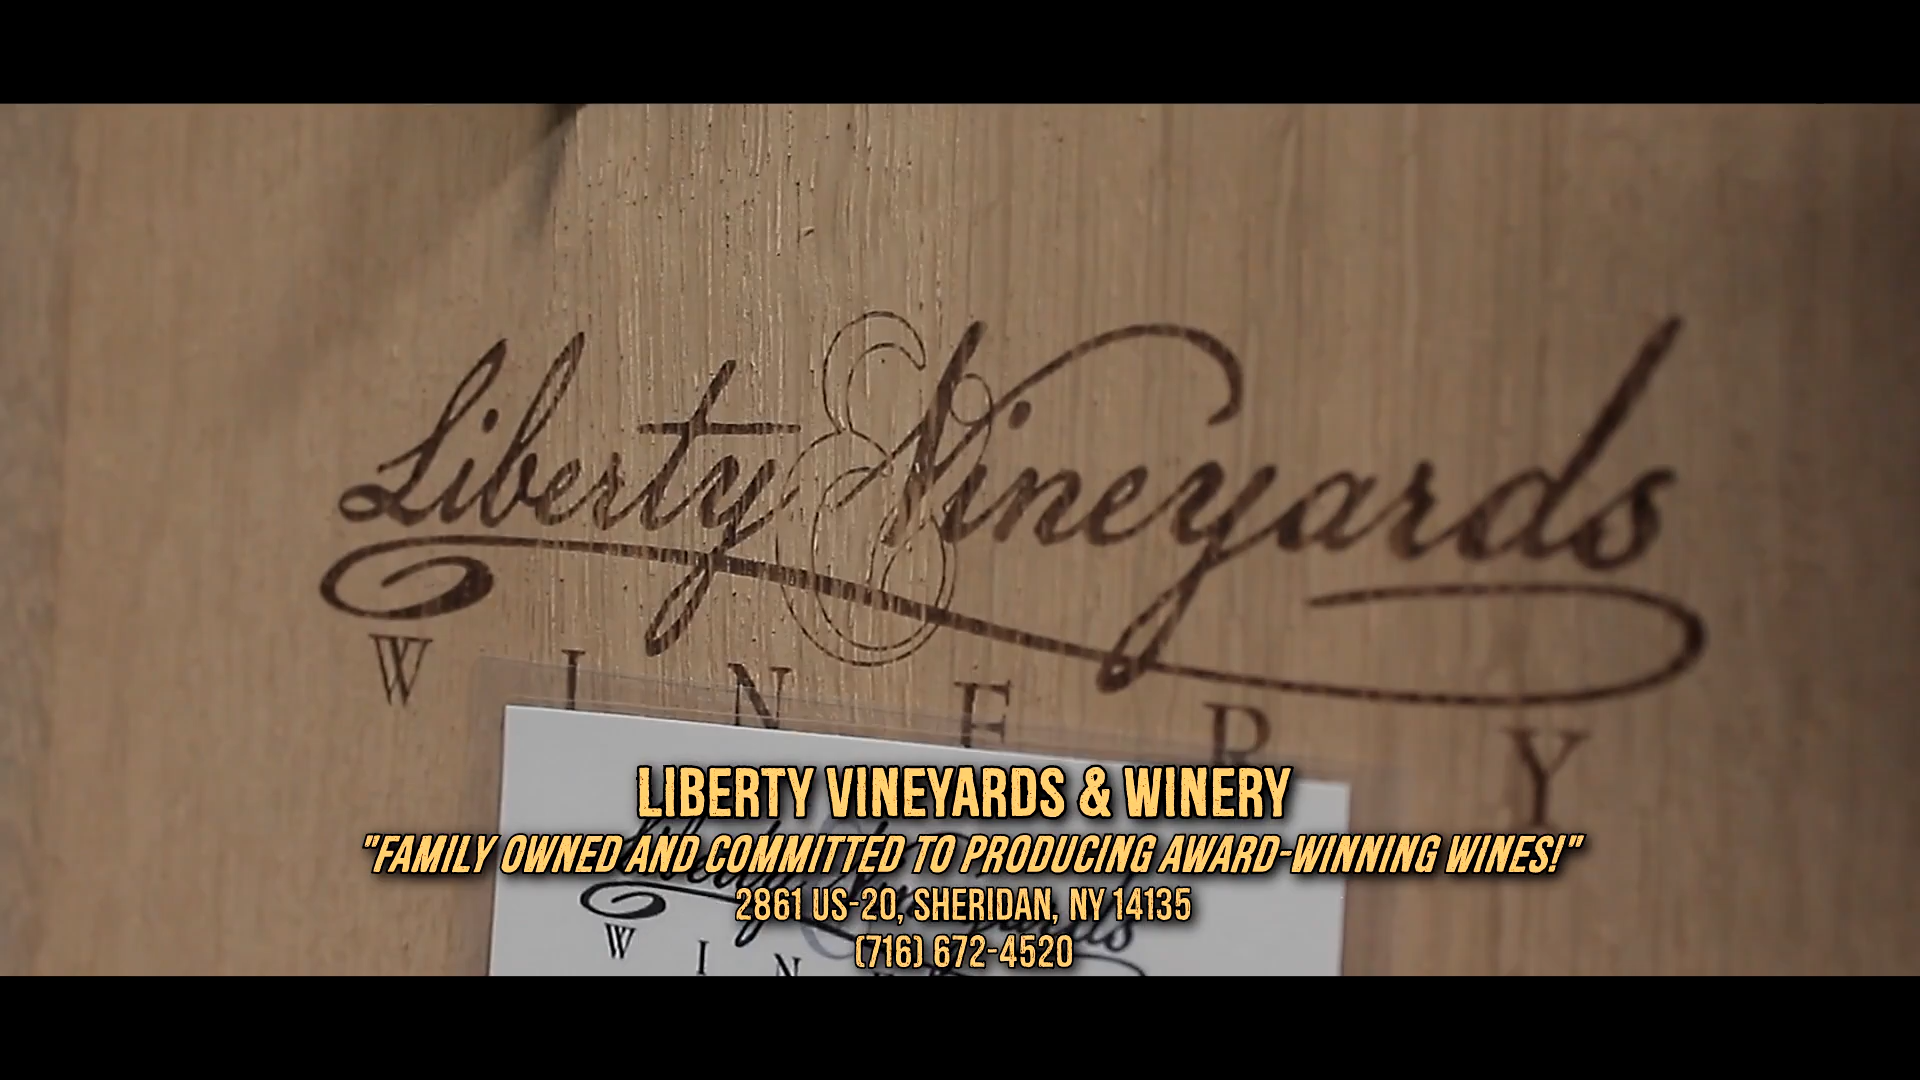 Liberty & Vineyards
WINERY
LIBERTY VINEYARDS & WINERY
"FAMILY OWNED AND COMMITTED TO PRODUCING AWARD-WINNING WINES!"
2861 US-20, SHERIDAN, NY 14135
(716) 672-4520